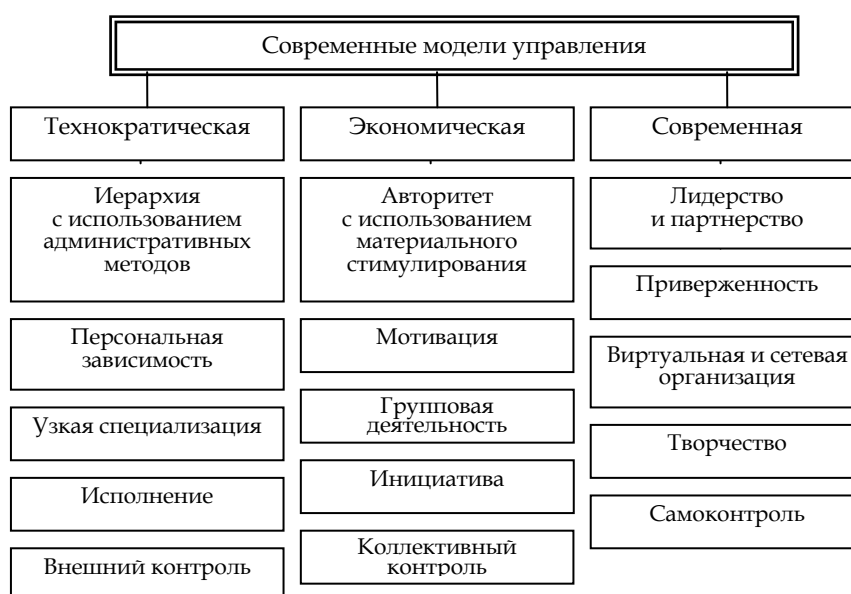 Современные модели управления
Технократическая
Экономическая
Современная
Иерархия
с использованием
административных
методов
Авторитет
с использованием
материального
стимулирования
Лидерство
и партнерство
Персональная
зависимость
Мотивация
Приверженность
Узкая специализация
Групповая
деятельность
Виртуальная и сетевая
организация
Исполнение
Инициатива
Творчество
Внешний контроль
Коллективный
контроль
Самоконтроль